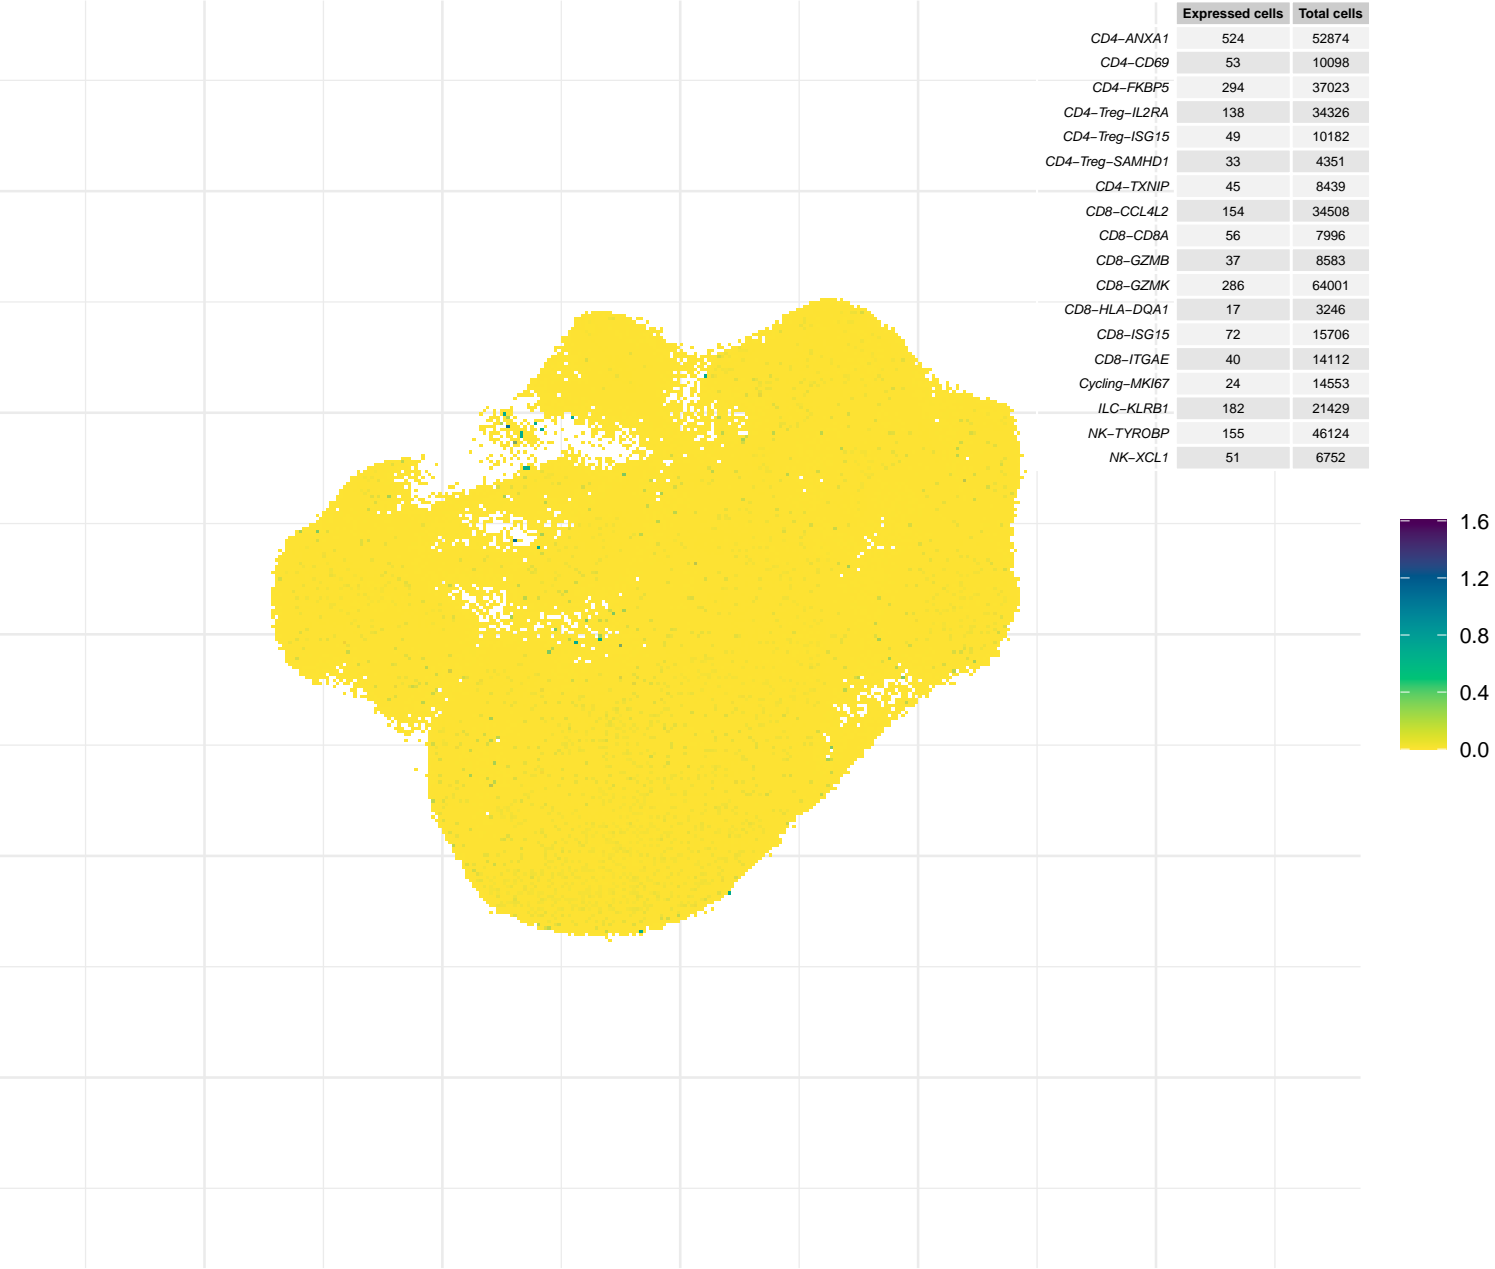 Expressed cells Total cells
CD4−ANXA1 524 52874
CD4−CD69 53 10098
CD4−FKBP5 294 37023
CD4−Treg−IL2RA 138 34326
CD4−Treg−ISG15 49 10182
CD4−Treg−SAMHD1 33 4351
CD4−TXNIP 45 8439
CD8−CCL4L2 154 34508
CD8−CD8A 56 7996
CD8−GZMB 37 8583
CD8−GZMK 286 64001
CD8−HLA−DQA1 17 3246
CD8−ISG15 72 15706
CD8−ITGAE 40 14112
Cycling−MKI67 24 14553
ILC−KLRB1 182 21429
NK−TYROBP 155 46124
NK−XCL1 51 6752
1.6
1.2
0.8
0.4
0.0